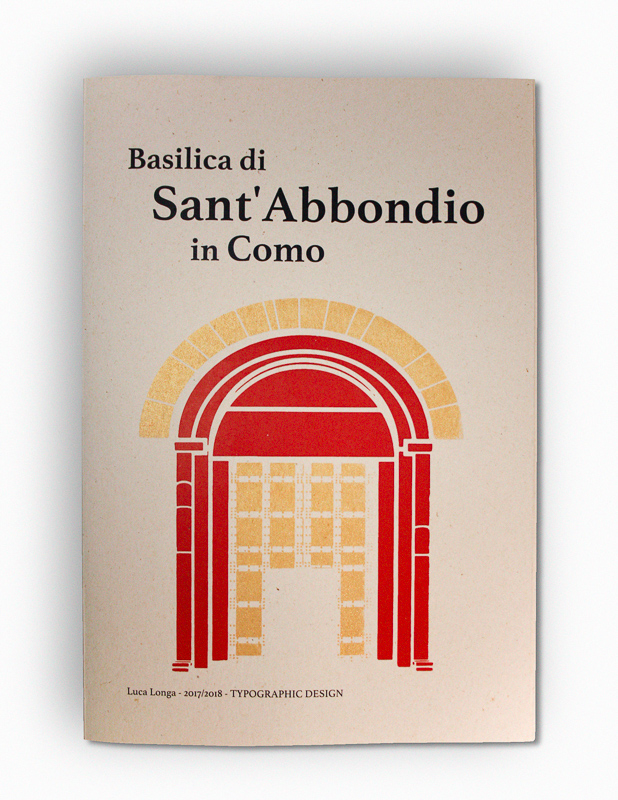 Basilica di
Sant'Abbondio
in Como
Luca Longa - 2017/2018 - TYPOGRAPHIC DESIGN